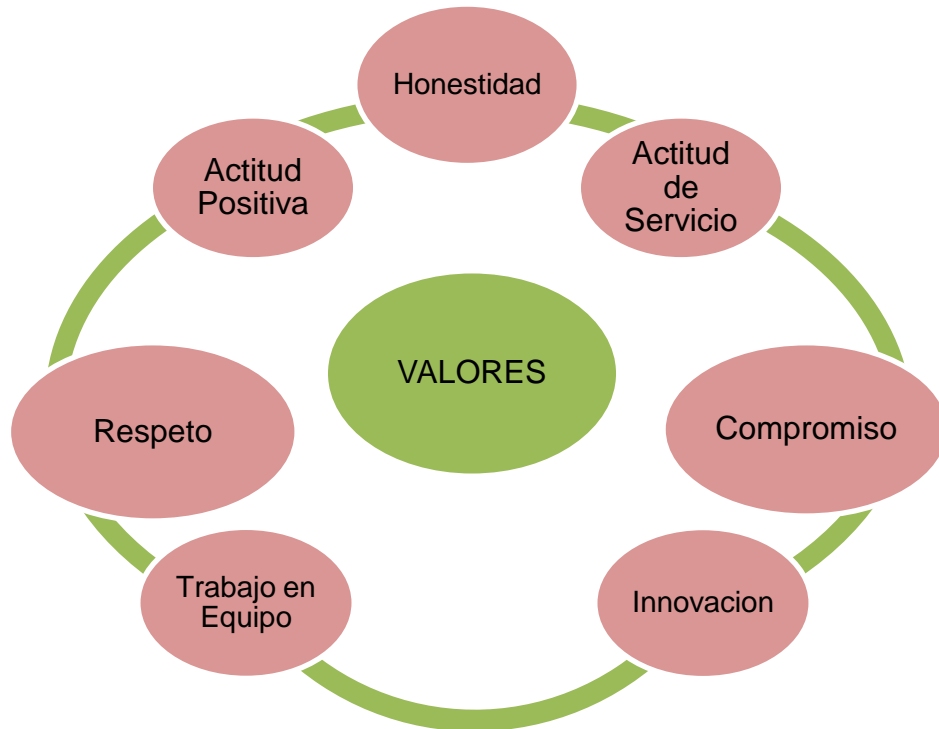 Honestidad
Actitud
de
Servicio
Actitud
Positiva
VALORES
Respeto
Compromiso
Trabajo en
Equipo
Innovacion